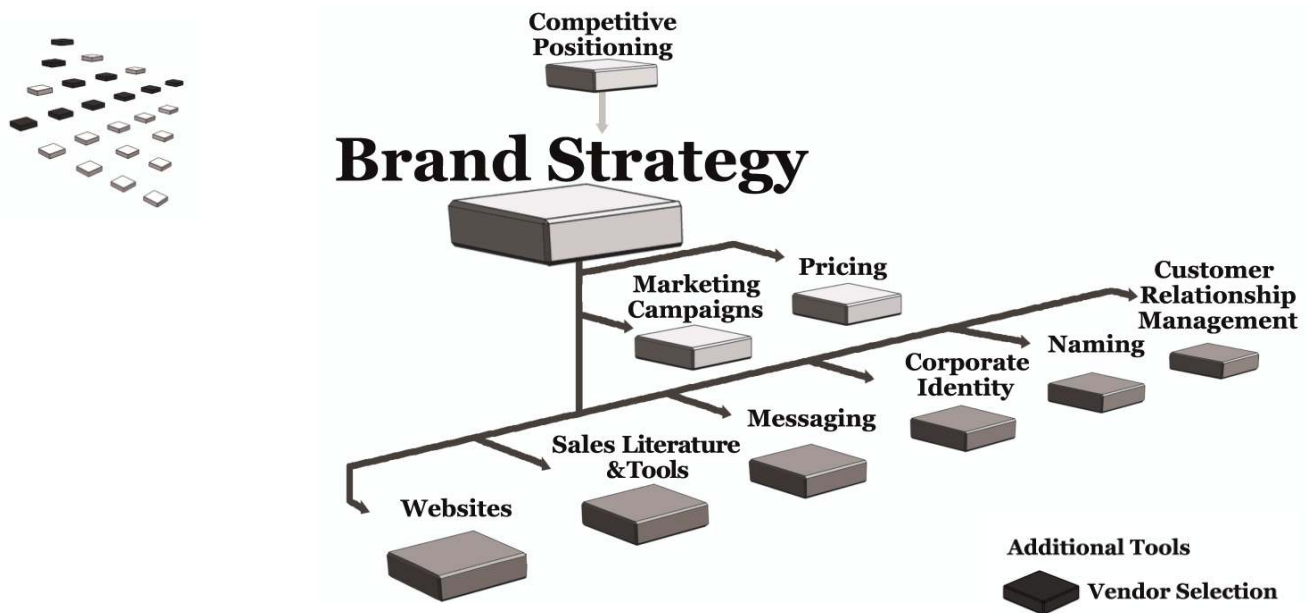 Competitive
Positioning
Brand Strategy
Pricing
Marketing
Campaigns
Customer
Relationship
Management
Naming
Corporate
Identity
Messaging
Sales Literature
&Tools
Websites
Additional Tools
Vendor Selection